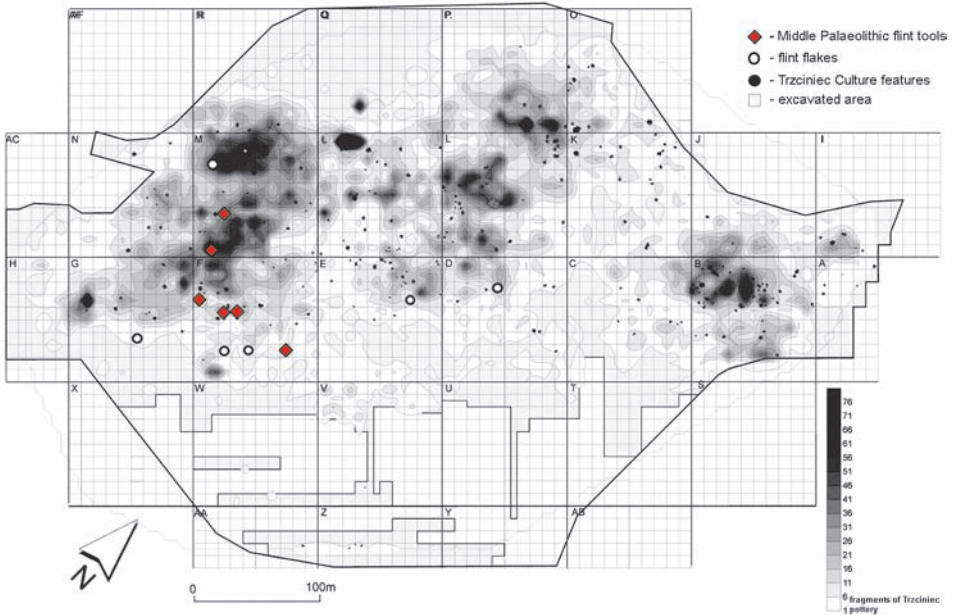 R Q P O
- Middle Palaeolithic flint tools
- flint flakes
- Trzciniec Culture features
- excavated area
AC N M Ł L K J I
H G F E D C B A
X W V U T S
AA Z Y AB
N
0 100m
76
71
66
61
56
51
46
41
36
31
26
21
16
11
6 fragments of Trzciniec
1 pottery